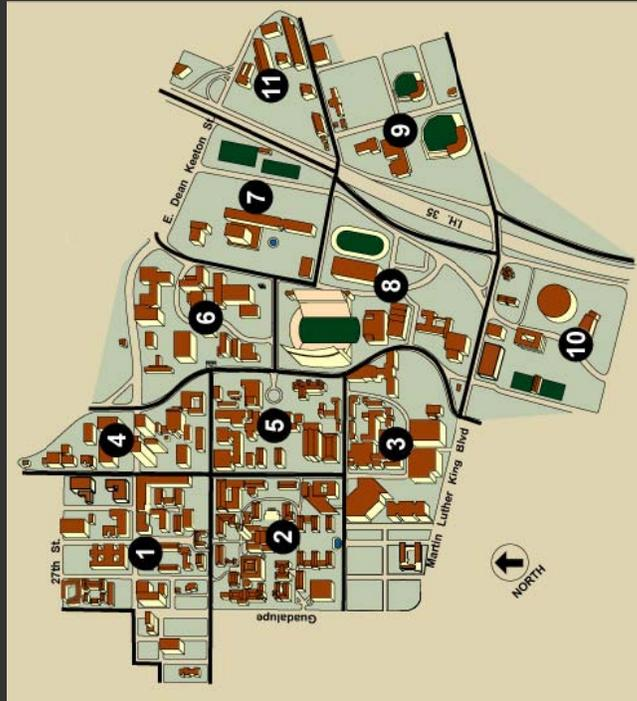 11
9
E. Dean Keeton St.
7
I.H. 35
6
8
10
4
5
3
1
2
27th St.
Martin Luther King Blvd
NORTH
Guadalupe